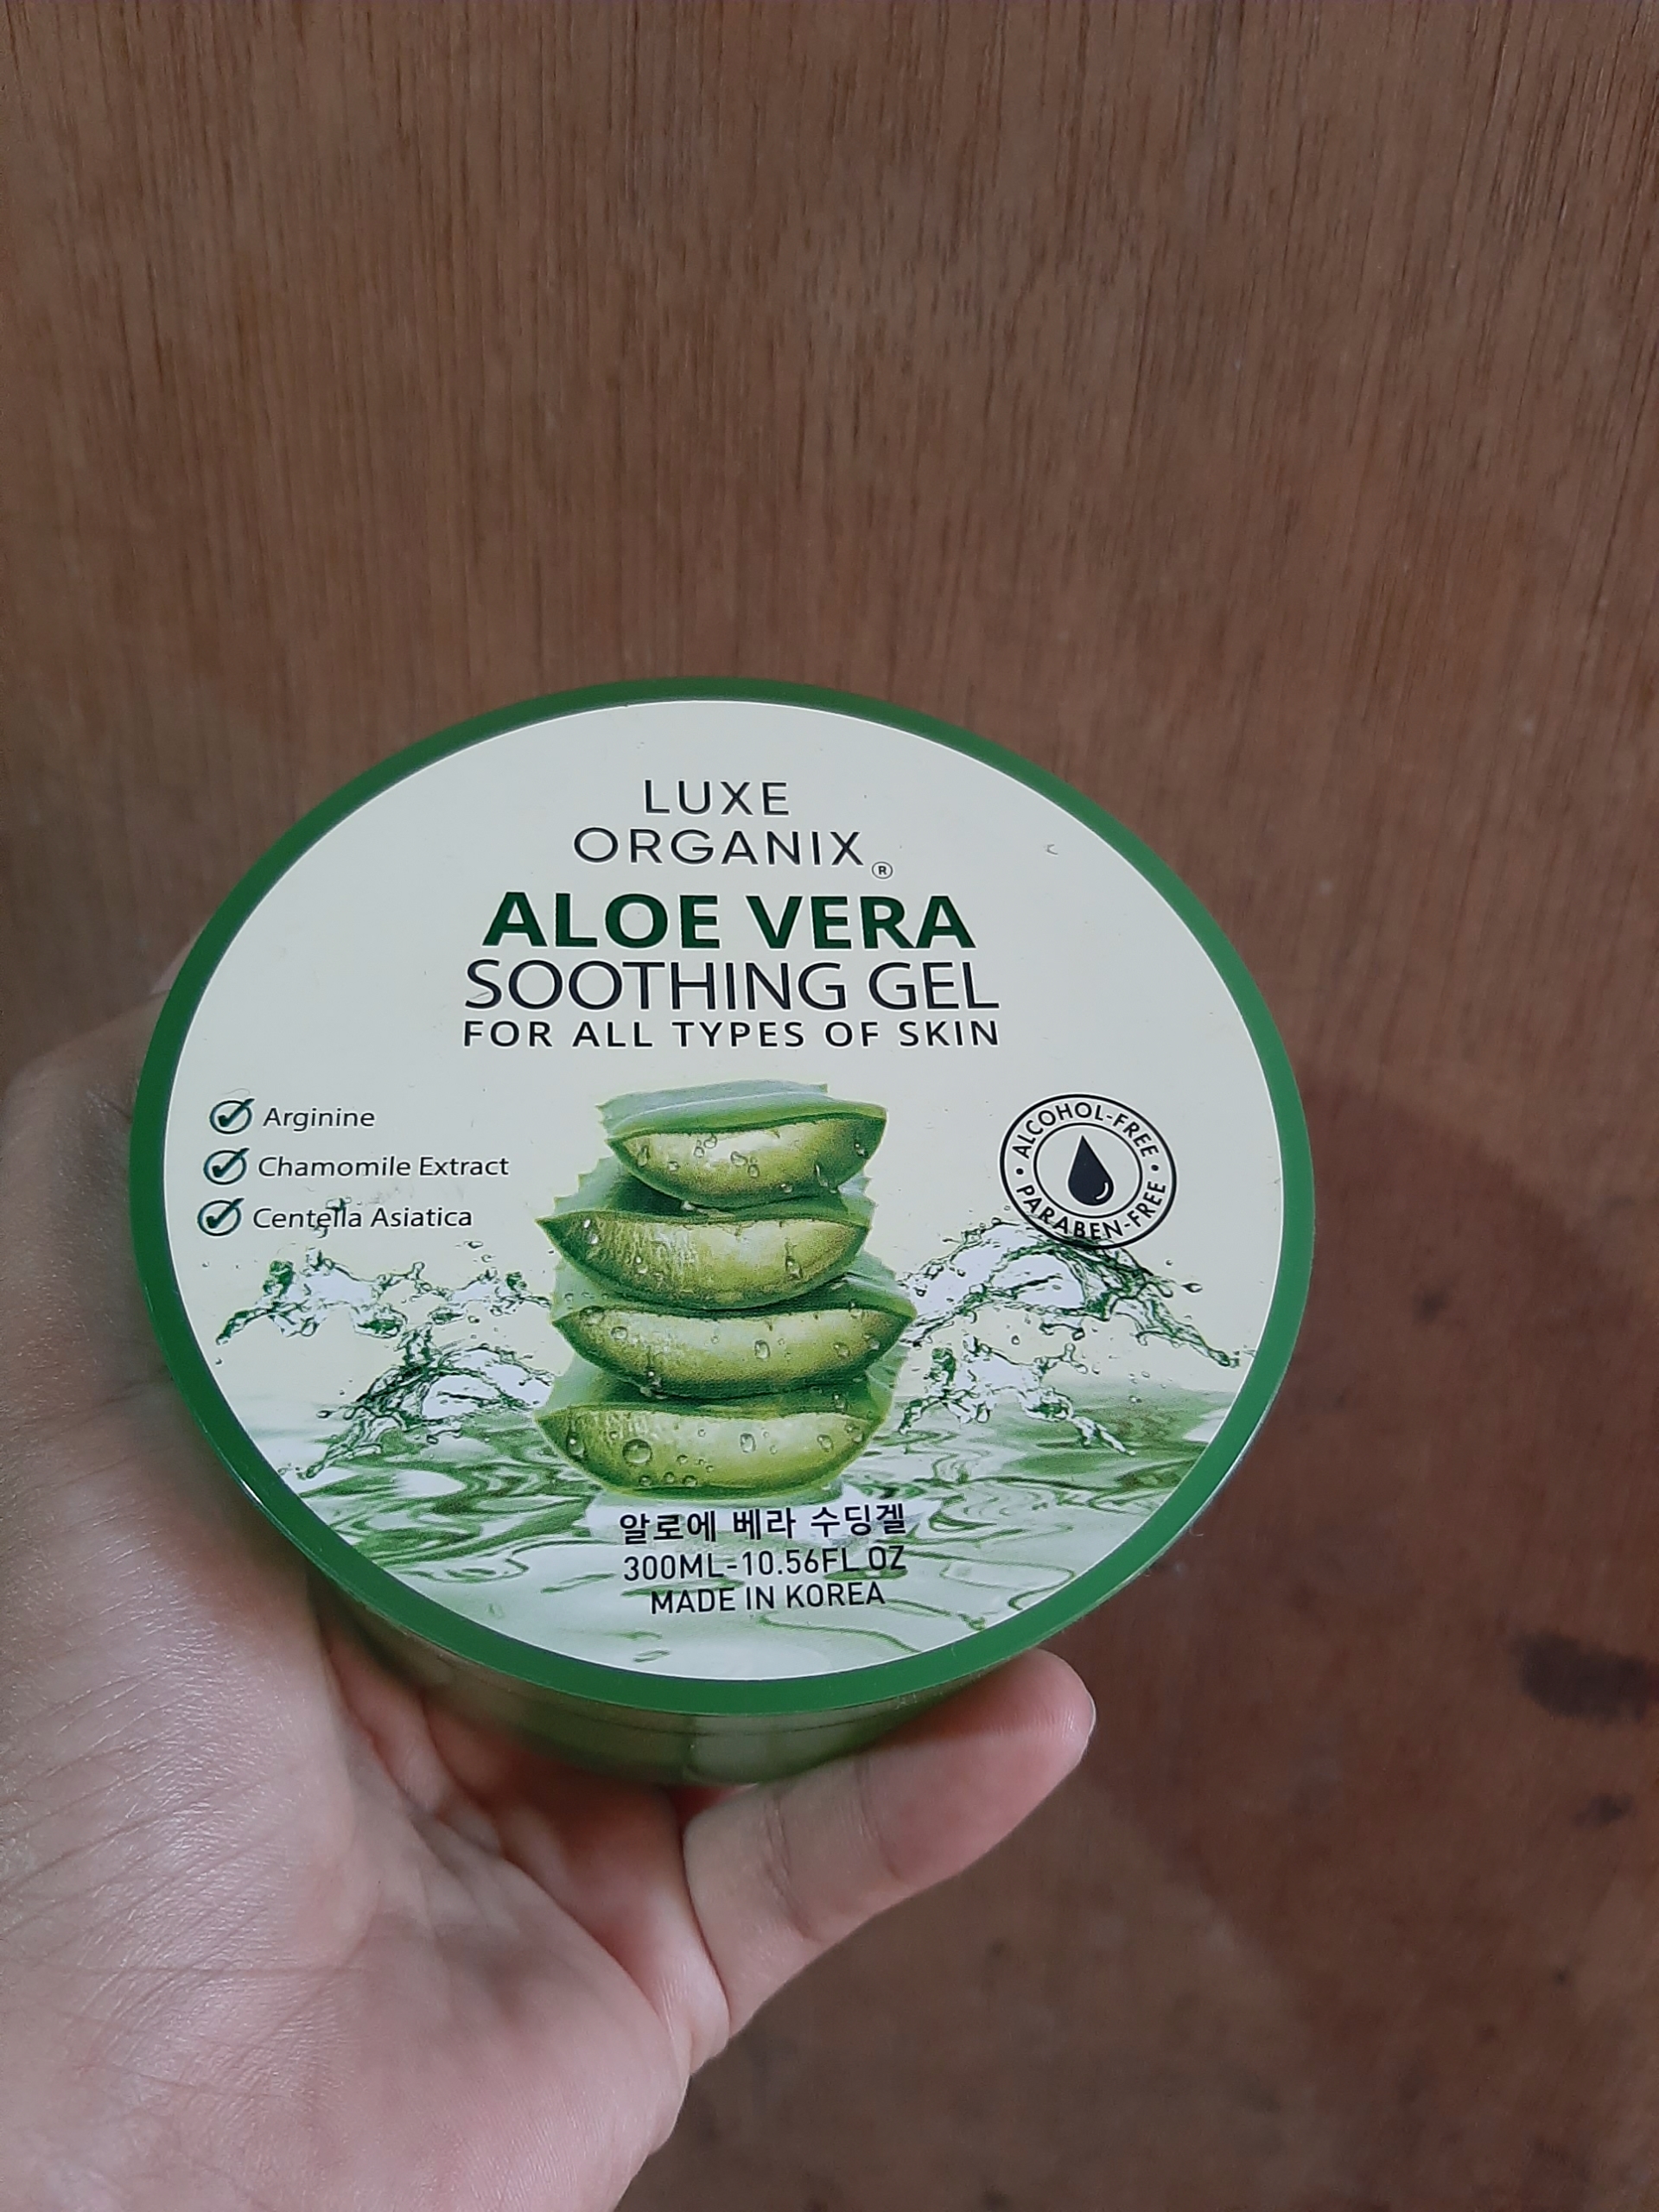 LUXE
ORGANIX®
ALOE VERA
SOOTHING GEL
FOR ALL TYPES OF SKIN
Arginine
Chamomile Extract
Centella Asiatica
• ALCOHOL-FREE •
PARABEN-FREE
알로에 베라 수딩겔
300ML-10.56FL.OZ
MADE IN KOREA